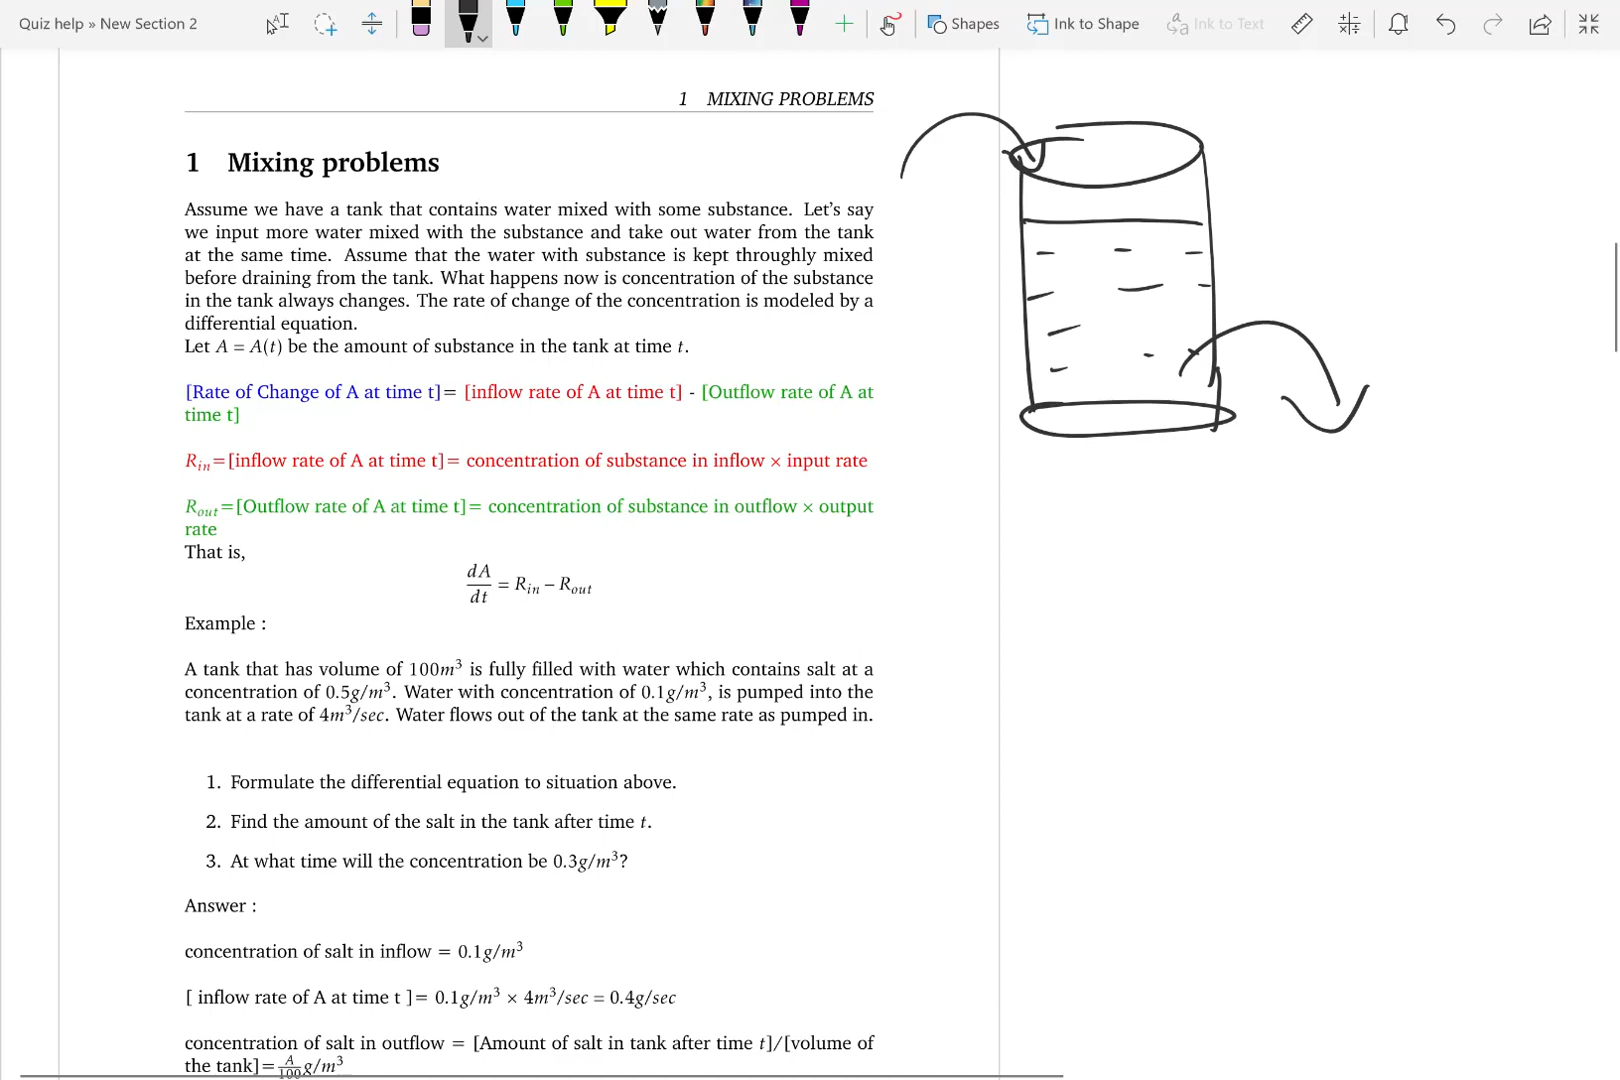 Quiz help » New Section 2
Shapes
Ink to Shape
Ink to Text
1 MIXING PROBLEMS
1 Mixing problems
Assume we have a tank that contains water mixed with some substance. Let's say
we input more water mixed with the substance and take out water from the tank
at the same time. Assume that the water with substance is kept throughly mixed
before draining from the tank. What happens now is concentration of the substance
in the tank always changes. The rate of change of the concentration is modeled by a
differential equation.
Let A = A(t) be the amount of substance in the tank at time t.
[Rate of Change of A at time t]= [inflow rate of A at time t] - [Outflow rate of A at
time t]
R_in=[inflow rate of A at time t]= concentration of substance in inflow × input rate
R_out=[Outflow rate of A at time t]= concentration of substance in outflow × output
rate
That is,
dA/dt = R_in − R_out
Example :
A tank that has volume of 100m³ is fully filled with water which contains salt at a
concentration of 0.5g/m³. Water with concentration of 0.1g/m³, is pumped into the
tank at a rate of 4m³/sec. Water flows out of the tank at the same rate as pumped in.
1. Formulate the differential equation to situation above.
2. Find the amount of the salt in the tank after time t.
3. At what time will the concentration be 0.3g/m³?
Answer :
concentration of salt in inflow = 0.1g/m³
[ inflow rate of A at time t ]= 0.1g/m³ × 4m³/sec = 0.4g/sec
concentration of salt in outflow = [Amount of salt in tank after time t]/[volume of
the tank]= A/100 g/m³